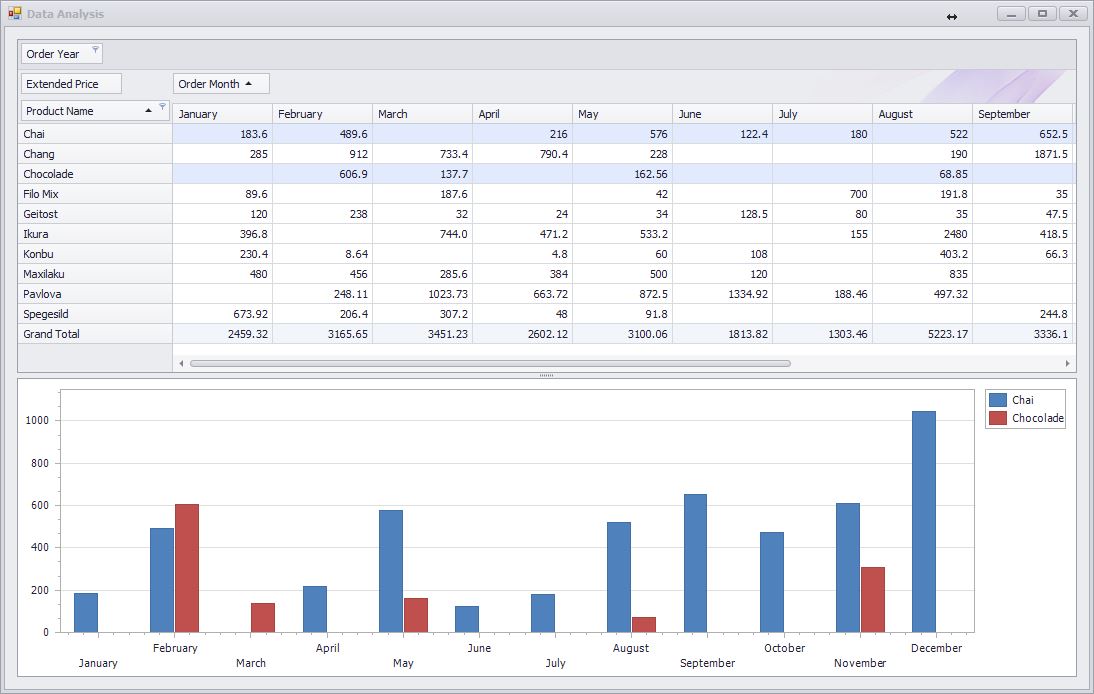 Data Analysis
Order Year
Extended Price Order Month
Product Name January February March April May June July August September
Chai 183.6 489.6 216 576 122.4 180 522 652.5
Chang 285 912 733.4 790.4 228 190 1871.5
Chocolade 606.9 137.7 162.56 68.85
Filo Mix 89.6 187.6 42 700 191.8 35
Geitost 120 238 32 24 34 128.5 80 35 47.5
Ikura 396.8 744.0 471.2 533.2 155 2480 418.5
Konbu 230.4 8.64 4.8 60 108 403.2 66.3
Maxilaku 480 456 285.6 384 500 120 835
Pavlova 248.11 1023.73 663.72 872.5 1334.92 188.46 497.32
Spegesild 673.92 206.4 307.2 48 91.8 244.8
Grand Total 2459.32 3165.65 3451.23 2602.12 3100.06 1813.82 1303.46 5223.17 3336.1
Chai
Chocolade
1000
800
600
400
200
0
February April June August October December
January March May July September November